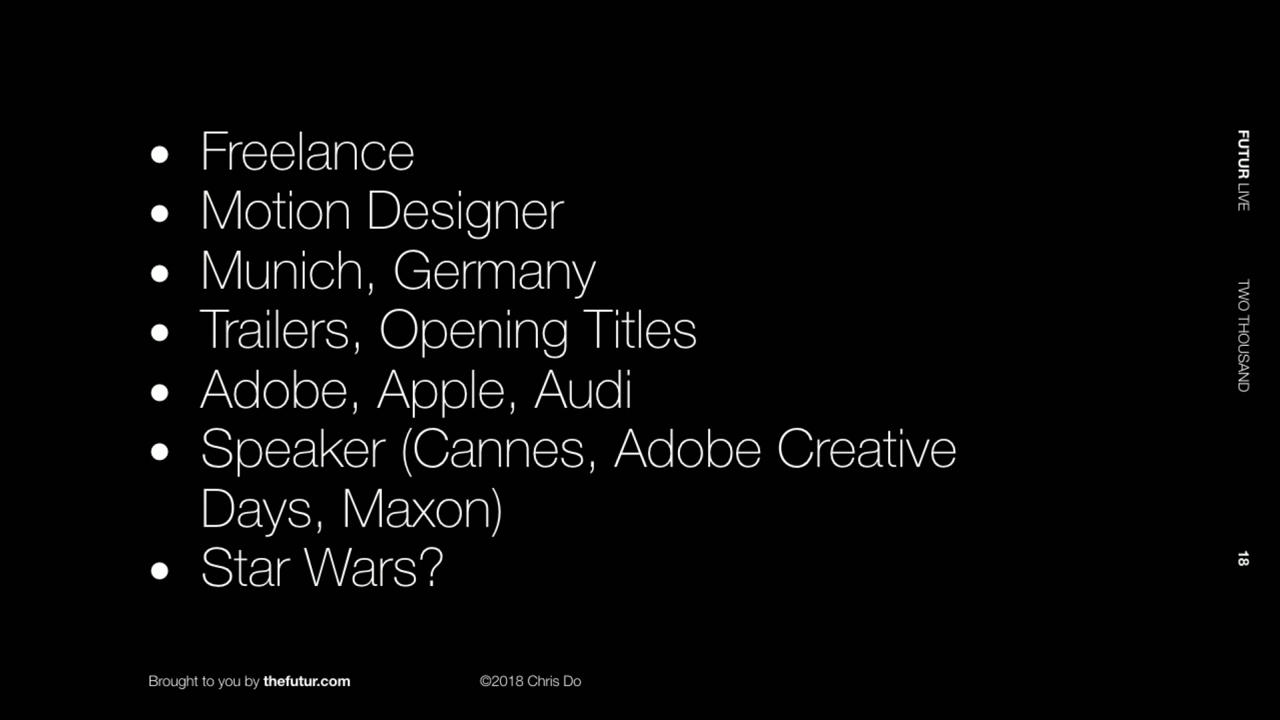 • Freelance
• Motion Designer
• Munich, Germany
• Trailers, Opening Titles
• Adobe, Apple, Audi
• Speaker (Cannes, Adobe Creative
Days, Maxon)
• Star Wars?
FUTUR LIVE
TWO THOUSAND
18
Brought to you by thefutur.com
©2018 Chris Do